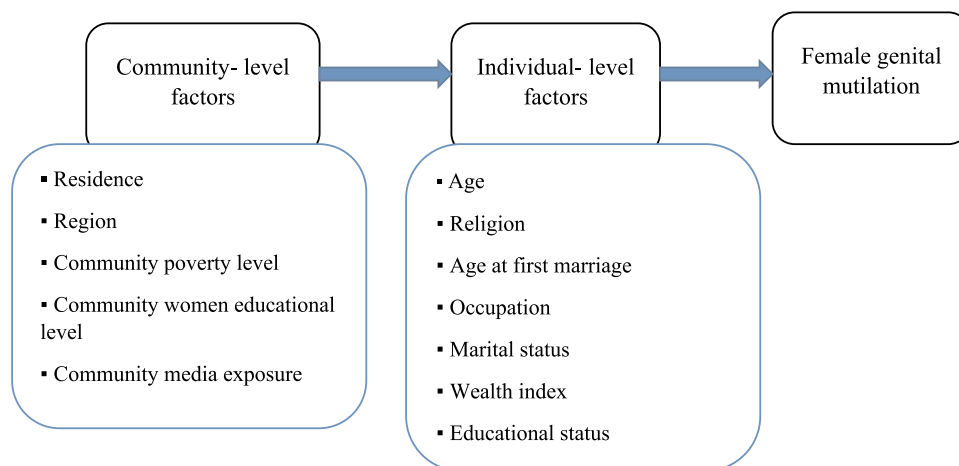 Community- level
factors
Individual- level
factors
Female genital
mutilation
▪ Residence
▪ Region
▪ Community poverty level
▪ Community women educational
level
▪ Community media exposure
▪ Age
▪ Religion
▪ Age at first marriage
▪ Occupation
▪ Marital status
▪ Wealth index
▪ Educational status